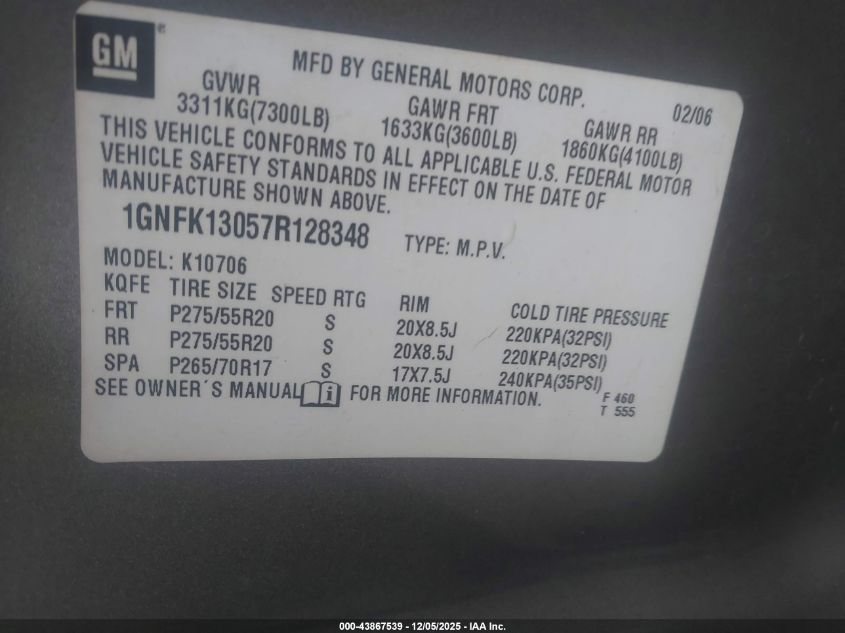 GM®
MFD BY GENERAL MOTORS CORP.
02/06
GVWR GAWR FRT GAWR RR
3311KG(7300LB) 1633KG(3600LB) 1860KG(4100LB)
THIS VEHICLE CONFORMS TO ALL APPLICABLE U.S. FEDERAL MOTOR
VEHICLE SAFETY STANDARDS IN EFFECT ON THE DATE OF
MANUFACTURE SHOWN ABOVE.
1GNFK13057R128348 TYPE: M.P.V.
MODEL: K10706
KQFE TIRE SIZE SPEED RTG RIM COLD TIRE PRESSURE
FRT P275/55R20 S 20X8.5J 220KPA(32PSI)
RR P275/55R20 S 20X8.5J 220KPA(32PSI)
SPA P265/70R17 S 17X7.5J 240KPA(35PSI)
SEE OWNER´S MANUAL i FOR MORE INFORMATION.
F 460
T 555
000-43867539 - 12/05/2025 - IAA Inc.